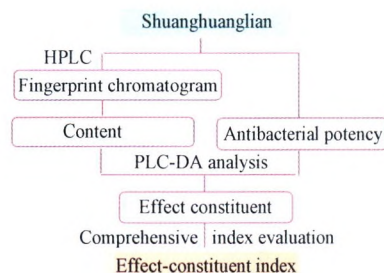 Shuanghuanglian
HPLC
Fingerprint chromatogram
Content
Antibacterial potency
PLC-DA analysis
Effect constituent
Comprehensive index evaluation
Effect-constituent index